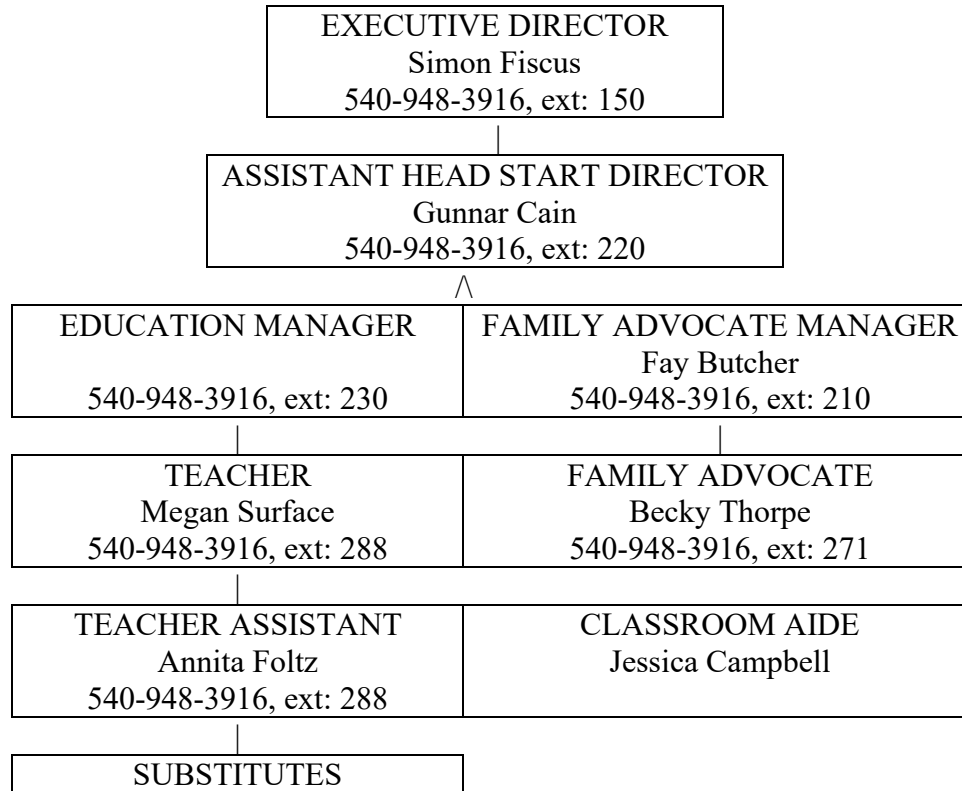 EXECUTIVE DIRECTOR
Simon Fiscus
540-948-3916, ext: 150
ASSISTANT HEAD START DIRECTOR
Gunnar Cain
540-948-3916, ext: 220
EDUCATION MANAGER
540-948-3916, ext: 230
FAMILY ADVOCATE MANAGER
Fay Butcher
540-948-3916, ext: 210
TEACHER
Megan Surface
540-948-3916, ext: 288
FAMILY ADVOCATE
Becky Thorpe
540-948-3916, ext: 271
TEACHER ASSISTANT
Annita Foltz
540-948-3916, ext: 288
CLASSROOM AIDE
Jessica Campbell
SUBSTITUTES